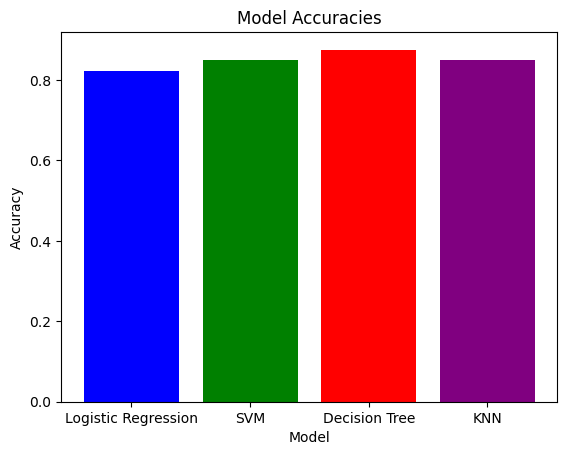 Model Accuracies
Accuracy
0.8
0.6
0.4
0.2
0.0
Logistic Regression SVM Decision Tree KNN
Model